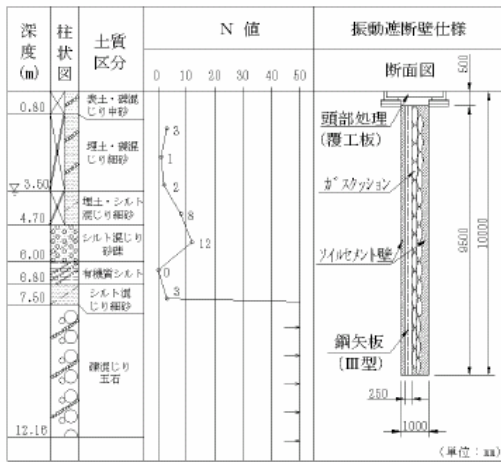 深度(m)
柱状図
土質区分
N 値
振動遮断壁仕様
断面図
0 10 20 30 40 50
0.80
3.50
4.70
6.00
6.80
7.50
12.16
表土・礫混
じり中砂
埋土・礫混
じり細砂
埋土・シルト
混じり細砂
シルト混じり
砂礫
有機質シルト
シルト混
じり細砂
礫混じり
玉石
3
1
2
8
12
0
3
頭部処理
(覆工板)
ガスクッション
ソイルセメント壁
鋼矢板
(Ⅲ型)
500
9500
10000
250
1000
(単位:mm)